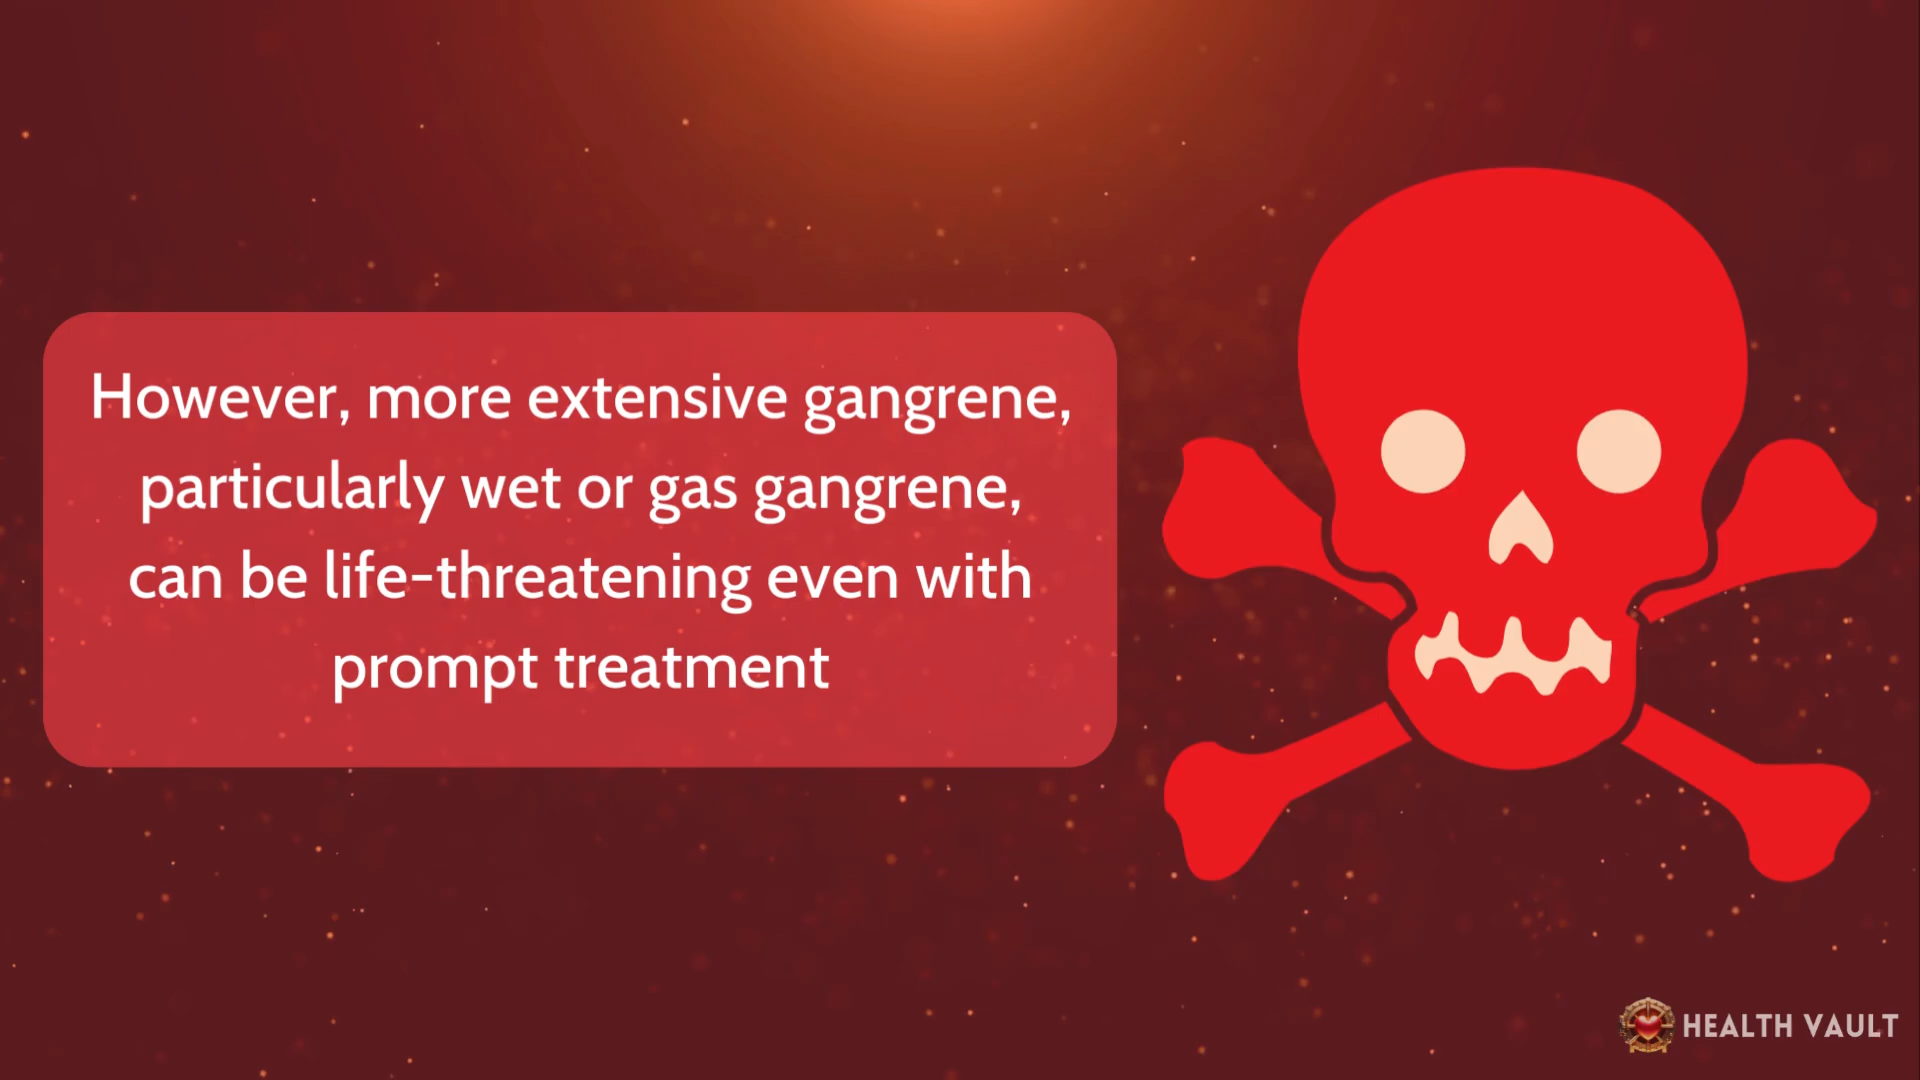 However, more extensive gangrene,
particularly wet or gas gangrene,
can be life-threatening even with
prompt treatment
HEALTH VAULT